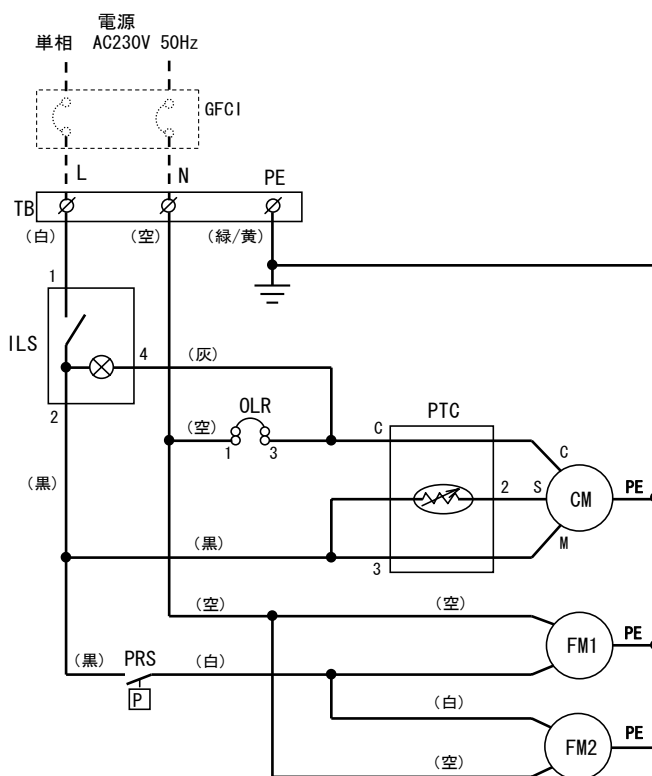 電源
単相 AC230V 50Hz
GFCI
L N PE
TB
(白) (空) (緑/黄)
1
ILS
4 (灰)
2
(空) OLR
1 3
PTC
C
C
2 S
CM PE
M
(黒)
(黒)
3
(空) (空)
FM1 PE
(黒) PRS (白)
P
(白)
FM2 PE
(空)